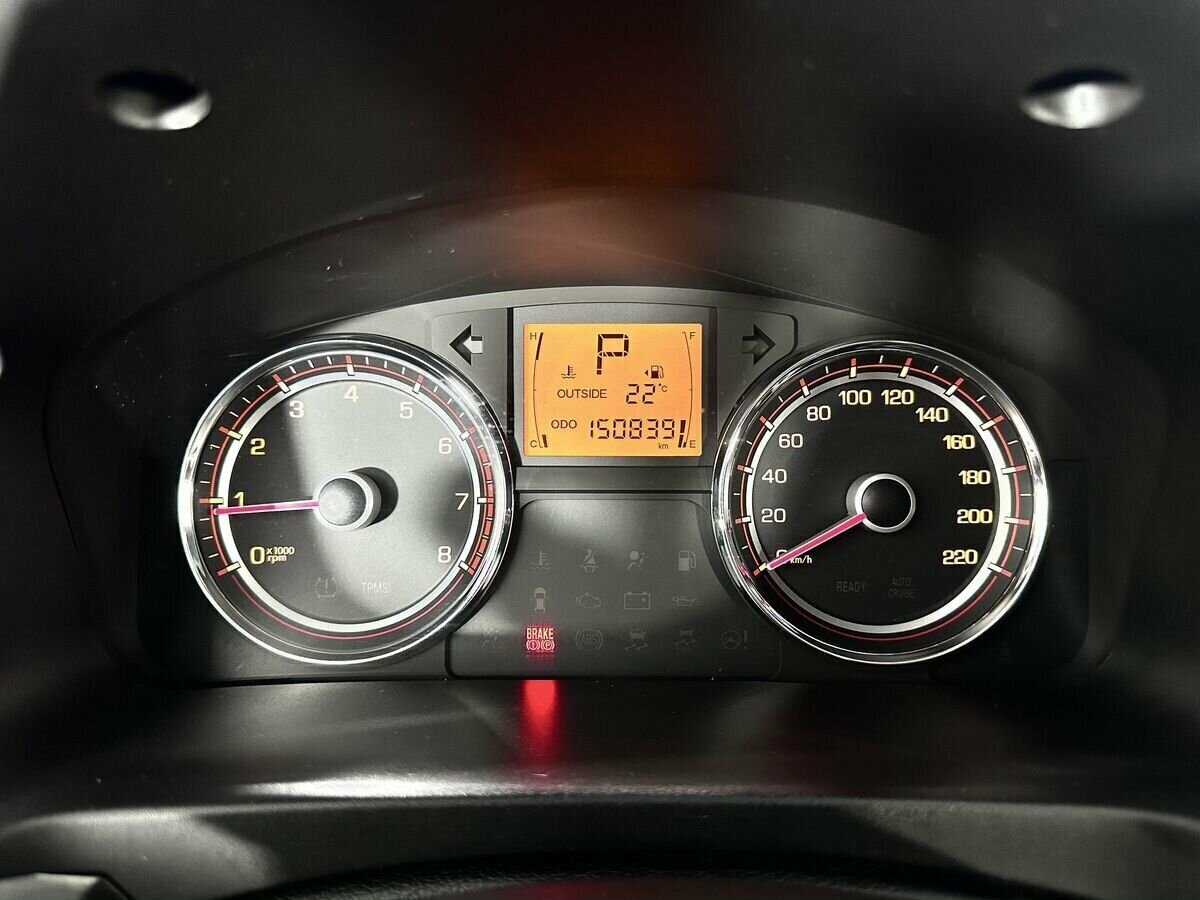 0
1
2
3
4
5
6
7
8
x1000
rpm
TPMS
H
F
P
OUTSIDE 22°C
ODO 150839
km
C
E
BRAKE
(!) (P)
0
20
40
60
80
100
120
140
160
180
200
220
km/h
READY
AUTO
CRUISE